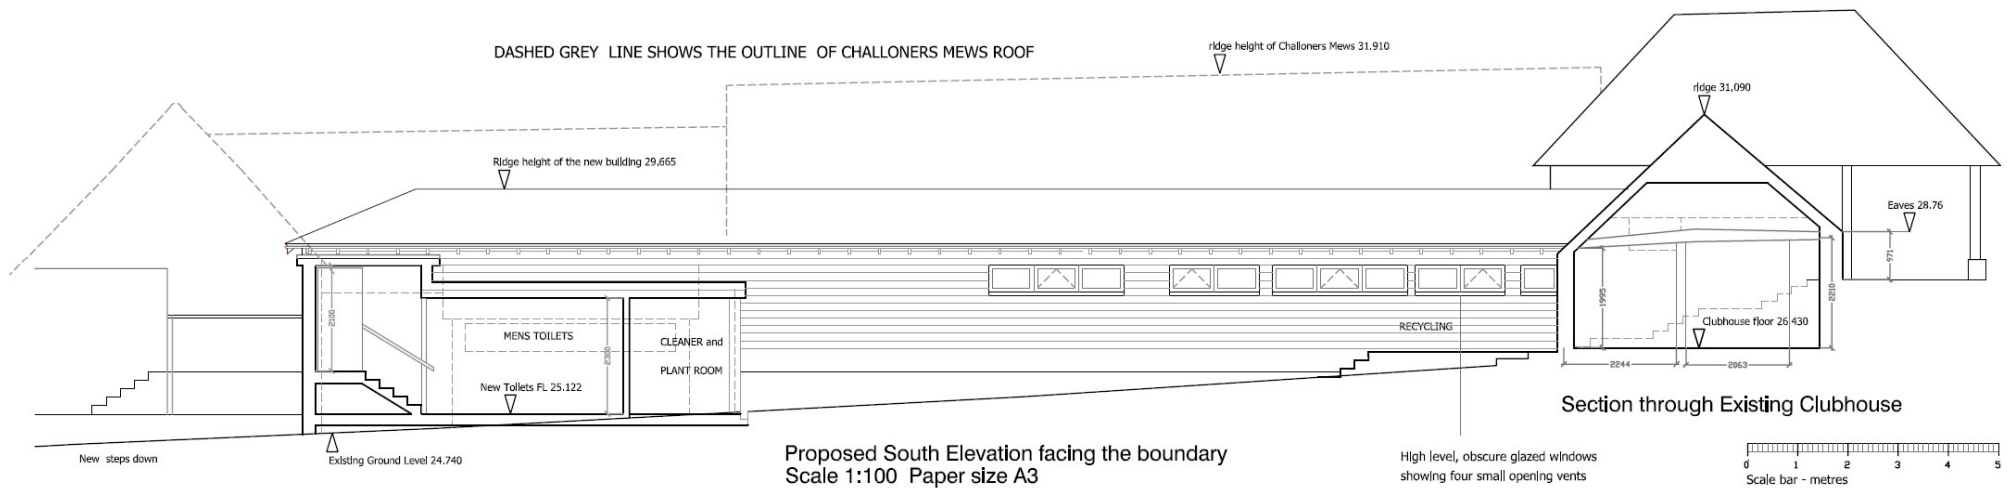 DASHED GREY LINE SHOWS THE OUTLINE OF CHALLONERS MEWS ROOF
ridge height of Challoners Mews 31.910
ridge 31,090
Ridge height of the new building 29.665
Eaves 28.76
971
2100
MENS TOILETS
2300
CLEANER and
PLANT ROOM
New Toilets FL 25.122
RECYCLING
1995
2210
Clubhouse floor 26 430
2244
2063
Section through Existing Clubhouse
New steps down
Existing Ground Level 24.740
Proposed South Elevation facing the boundary
Scale 1:100 Paper size A3
High level, obscure glazed windows
showing four small opening vents
0 1 2 3 4 5
Scale bar - metres